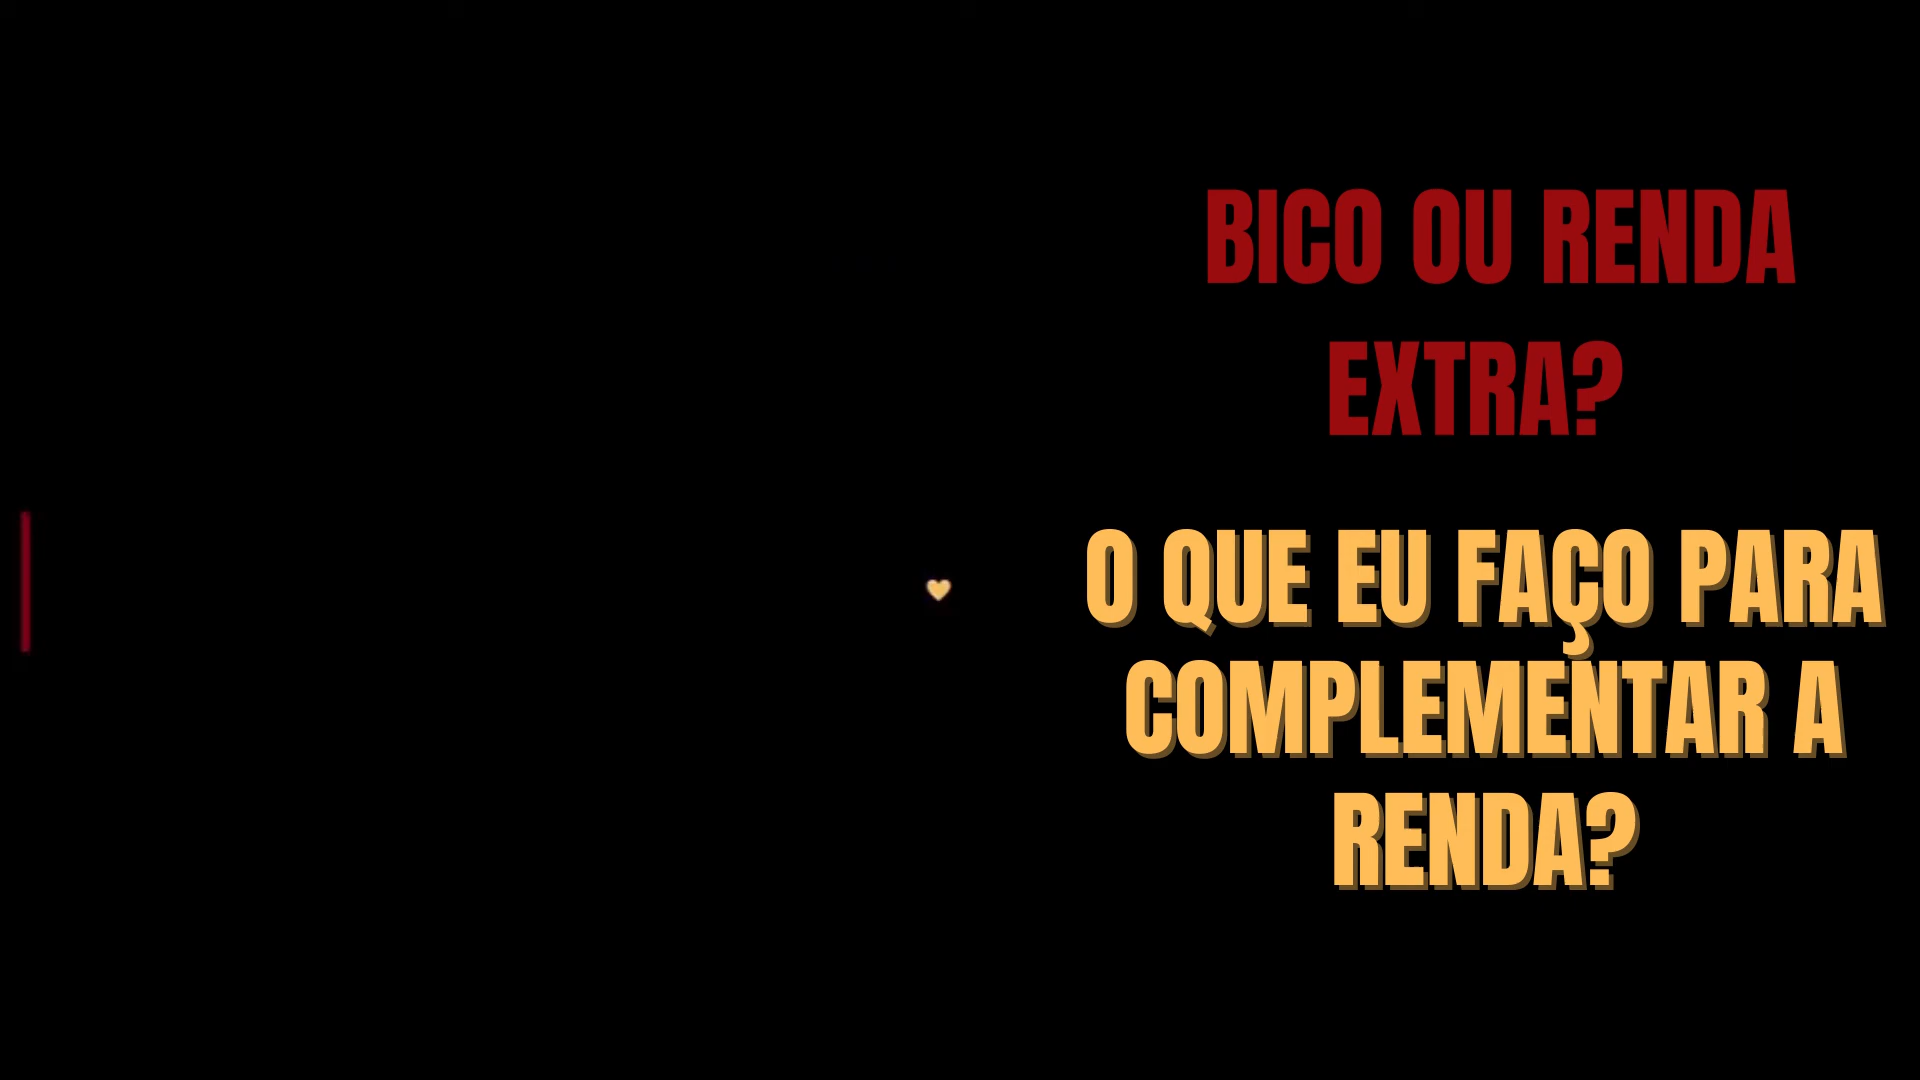 BICO OU RENDA
EXTRA?
O QUE EU FAÇO PARA
COMPLEMENTAR A
RENDA?